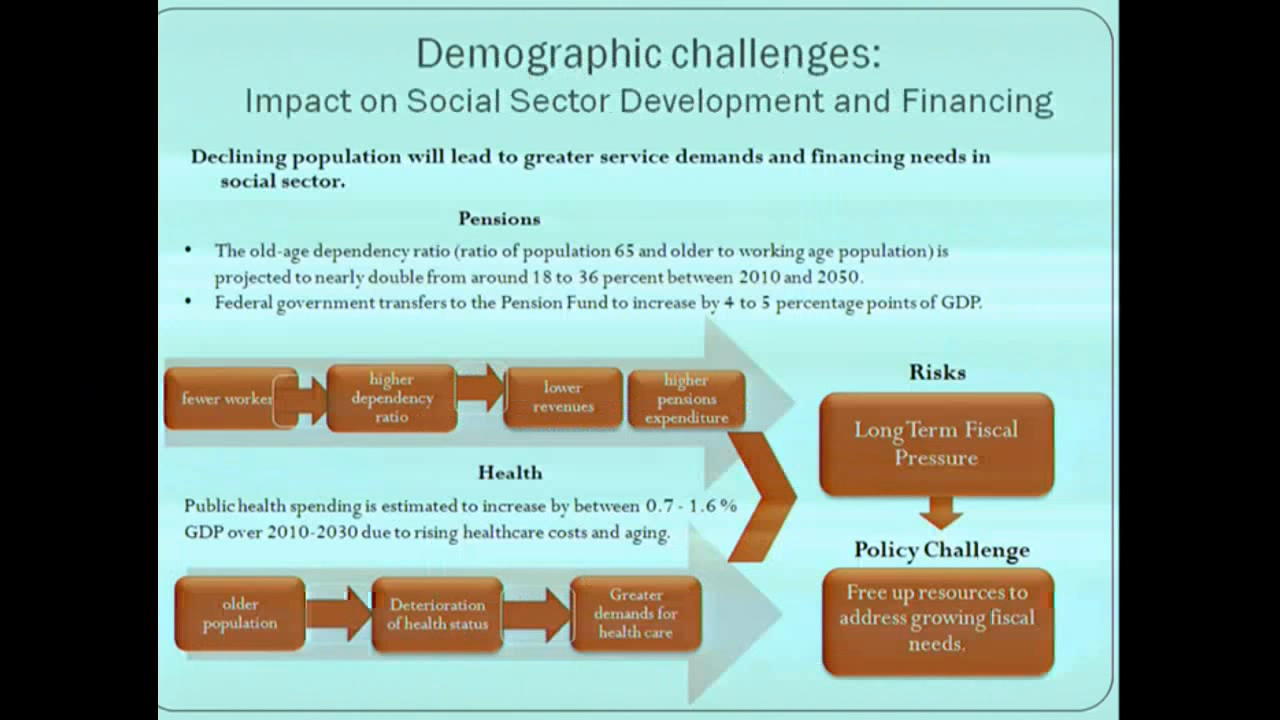 Demographic challenges:
Impact on Social Sector Development and Financing
Declining population will lead to greater service demands and financing needs in
social sector.
Pensions
• The old-age dependency ratio (ratio of population 65 and older to working age population) is
projected to nearly double from around 18 to 36 percent between 2010 and 2050.
• Federal government transfers to the Pension Fund to increase by 4 to 5 percentage points of GDP.
fewer worker
higher
dependency
ratio
lower
revenues
higher
pensions
expenditure
Health
Public health spending is estimated to increase by between 0.7 - 1.6 %
GDP over 2010-2030 due to rising healthcare costs and aging.
older
population
Deterioration
of health status
Greater
demands for
health care
Risks
Long Term Fiscal
Pressure
Policy Challenge
Free up resources to
address growing fiscal
needs.